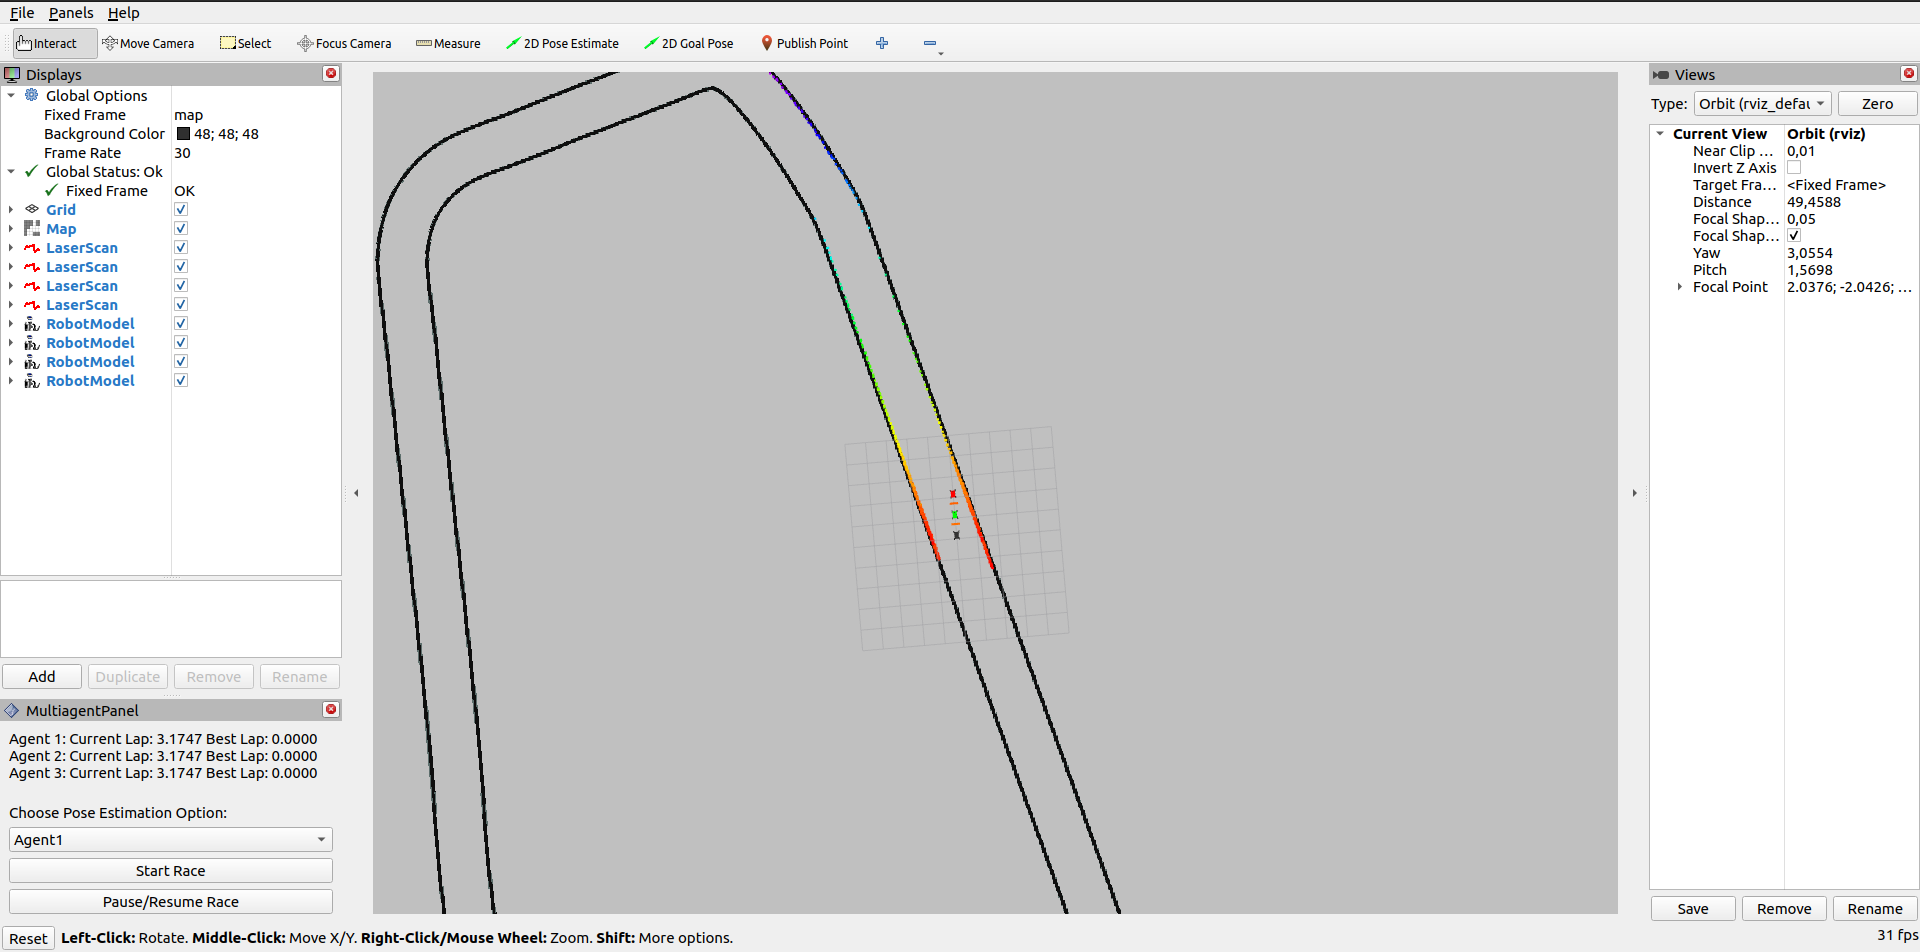 File Panels Help
Interact Move Camera Select Focus Camera Measure 2D Pose Estimate 2D Goal Pose Publish Point
Displays
Global Options
Fixed Frame map
Background Color 48; 48; 48
Frame Rate 30
Global Status: Ok
Fixed Frame OK
Grid
Map
LaserScan
LaserScan
LaserScan
LaserScan
RobotModel
RobotModel
RobotModel
RobotModel
Add Duplicate Remove Rename
MultiagentPanel
Agent 1: Current Lap: 3.1747 Best Lap: 0.0000
Agent 2: Current Lap: 3.1747 Best Lap: 0.0000
Agent 3: Current Lap: 3.1747 Best Lap: 0.0000
Choose Pose Estimation Option:
Agent1
Start Race
Pause/Resume Race
Views
Type: Orbit (rviz_defau Zero
Current View Orbit (rviz)
Near Clip ... 0,01
Invert Z Axis
Target Fra... <Fixed Frame>
Distance 49,4588
Focal Shap... 0,05
Focal Shap...
Yaw 3,0554
Pitch 1,5698
Focal Point 2.0376; -2.0426; ...
Save Remove Rename
Reset Left-Click: Rotate. Middle-Click: Move X/Y. Right-Click/Mouse Wheel: Zoom. Shift: More options. 31 fps